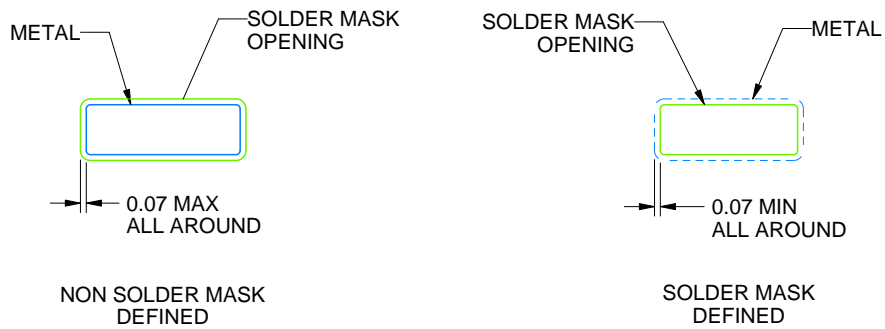 METAL
SOLDER MASK
OPENING
0.07 MAX
ALL AROUND
NON SOLDER MASK
DEFINED
SOLDER MASK
OPENING
METAL
0.07 MIN
ALL AROUND
SOLDER MASK
DEFINED